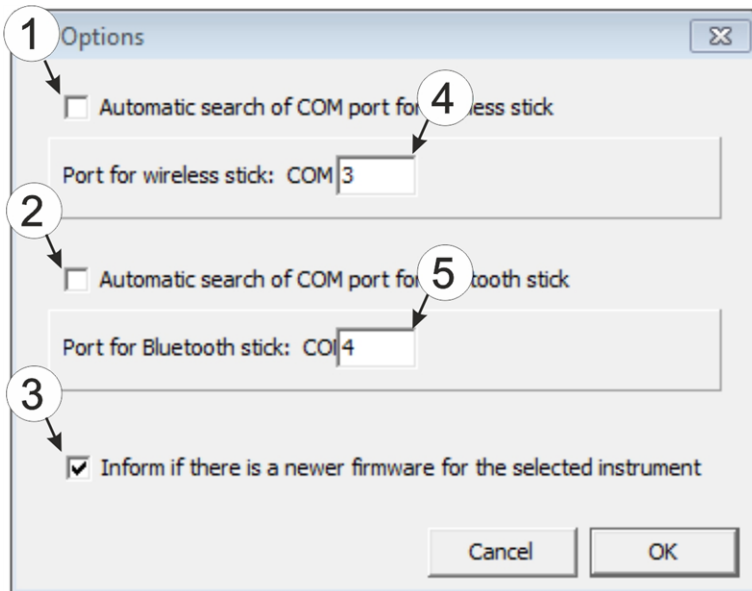 1
Options
Automatic search of COM port for less stick
4
Port for wireless stick: COM 3
2
Automatic search of COM port for tooth stick
5
Port for Bluetooth stick: CO 4
3
Inform if there is a newer firmware for the selected instrument
Cancel OK